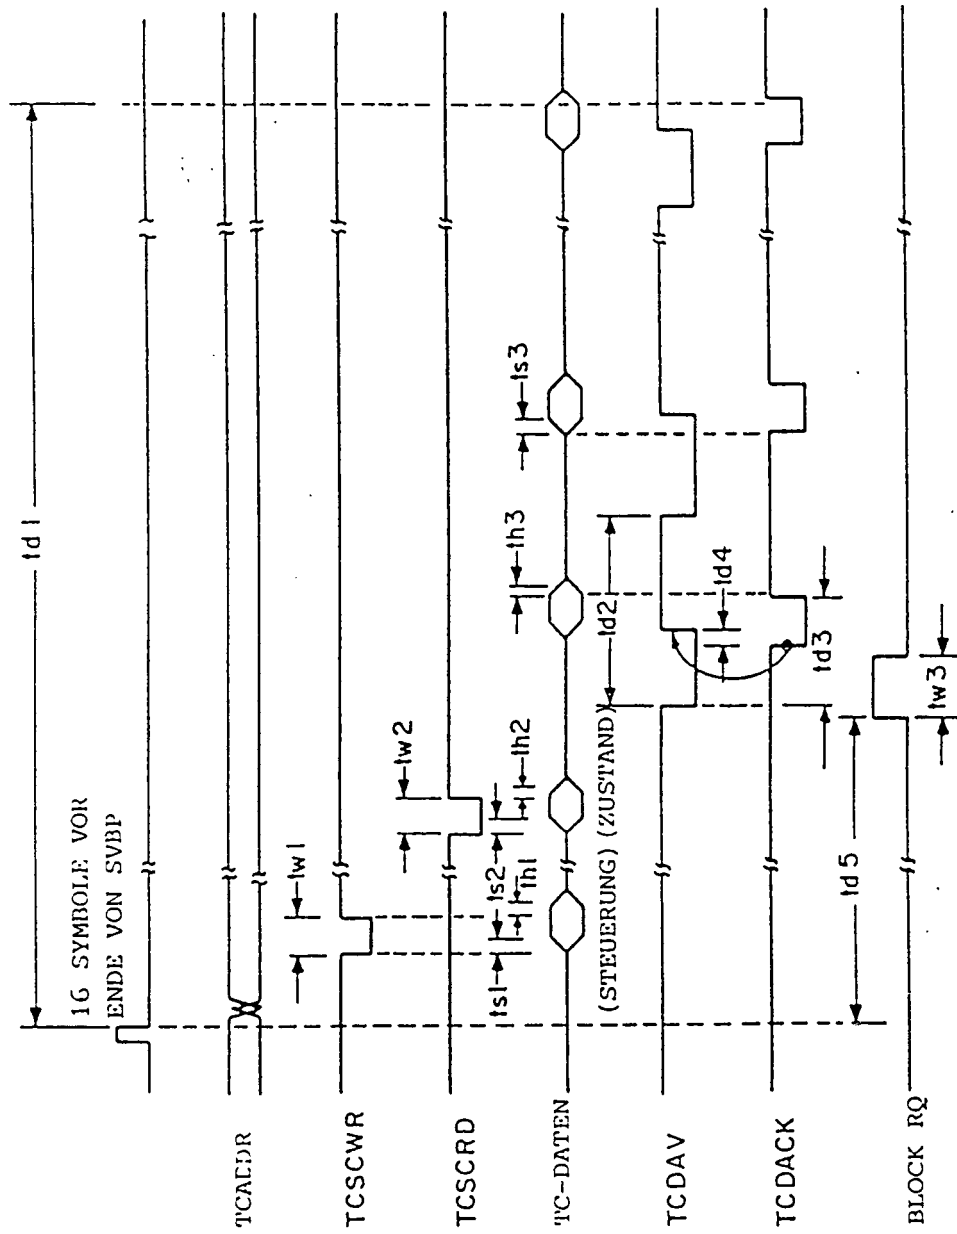 td1
16 SYMBOLE VOR
ENDE VON SVBP
TCADDR
TCSCWR
tw1
TCSCRD
tw2
ts1
ts2
th1
th2
th3
ts3
TC-DATEN
(STEUERUNG) (ZUSTAND)
td2
TCDAV
td4
TCDACK
td3
td5
tw3
BLOCK RQ